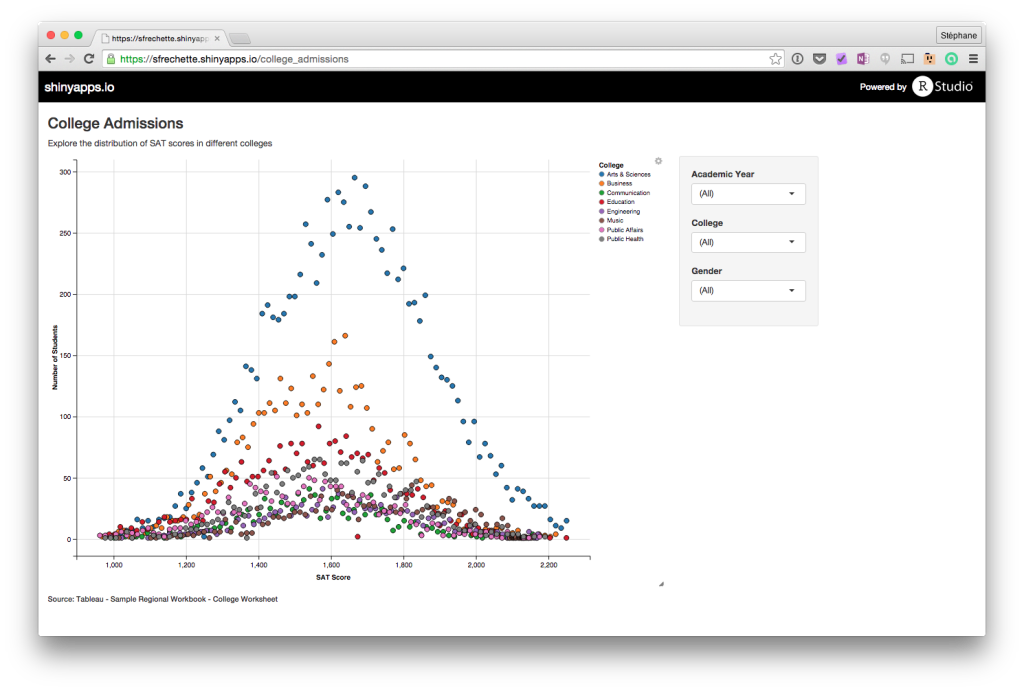 https://sfrechette.shinyapp
Stéphane
https://sfrechette.shinyapps.io/college_admissions
shinyapps.io
Powered by R Studio
College Admissions
Explore the distribution of SAT scores in different colleges
300
250
200
150
100
50
0
Number of Students
1,000 1,200 1,400 1,600 1,800 2,000 2,200
SAT Score
College
Arts & Sciences
Business
Communication
Education
Engineering
Music
Public Affairs
Public Health
Academic Year
(All)
College
(All)
Gender
(All)
Source: Tableau - Sample Regional Workbook - College Worksheet